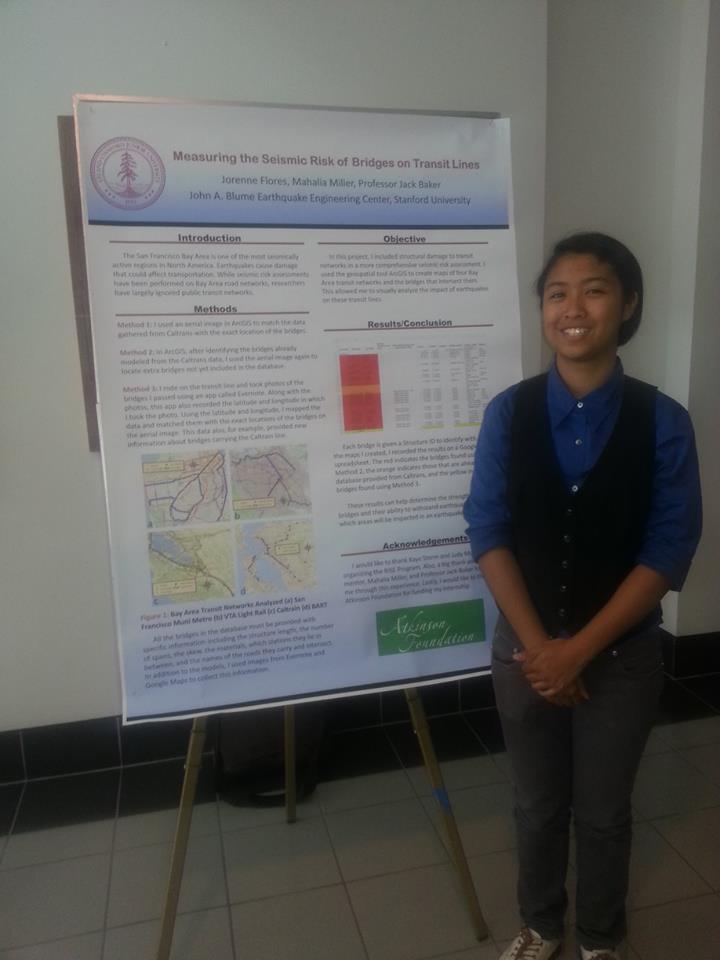 Measuring the Seismic Risk of Bridges on Transit Lines
Jorenne Flores, Mahalia Miller, Professor Jack Baker
John A. Blume Earthquake Engineering Center, Stanford University
Introduction
The San Francisco Bay Area is one of the most seismically
active regions in North America. Earthquakes cause damage
that could affect transportation. While seismic risk assessments
have been performed on Bay Area road networks, researchers
have largely ignored public transit networks.
Methods
Method 1: I used an aerial image in ArcGIS to match the data
gathered from Caltrans with the exact location of the bridges.
Method 2: In ArcGIS, after identifying the bridges already
modeled from the Caltrans data, I used the aerial image again to
locate extra bridges not yet included in the database.
Method 3: I rode on the transit line and took photos of the
bridges I passed using an app called Evernote. Along with the
photos, this app also recorded the latitude and longitude in which
I took the photo. Using the latitude and longitude, I mapped the
data and matched them with the exact locations of the bridges on
the aerial image. This data also, for example, provided new
information about bridges carrying the Caltrain line.
a
b
c
d
Figure 1: Bay Area Transit Networks Analyzed (a) San
Francisco Muni Metro (b) VTA Light Rail (c) Caltrain (d) BART
All the bridges in the database must be provided with
specific information including the structure length, the number
of spans, the skew, the materials, which stations they lie in
between, and the names of the roads they carry and intersect.
In addition to the models, I used images from Evernote and
Google Maps to collect this information.
Objective
In this project, I included structural damage to transit
networks in a more comprehensive seismic risk assessment. I
used the geospatial tool ArcGIS to create maps of four Bay
Area transit networks and the bridges that intersect them.
This allowed me to visually analyze the impact of earthquakes
on these transit lines.
Results/Conclusion
Each bridge is given a Structure ID to identify with
the maps I created, I recorded the results on a Google
spreadsheet. The red indicates the bridges found us
Method 2, the orange indicates those that are alrea
database provided from Caltrans, and the yellow in
bridges found using Method 3.
These results can help determine the strength
bridges and their ability to withstand earthqu
which areas will be impacted in an earthqua
Acknowledgements
I would like to thank Kaye Storm and Judy M
organizing the RISE Program. Also, a big thank you
mentor, Mahalia Miller, and Professor Jack Baker
me through this experience. Lastly, I would like to th
Atkinson Foundation for funding my internship
Atkinson
Foundation